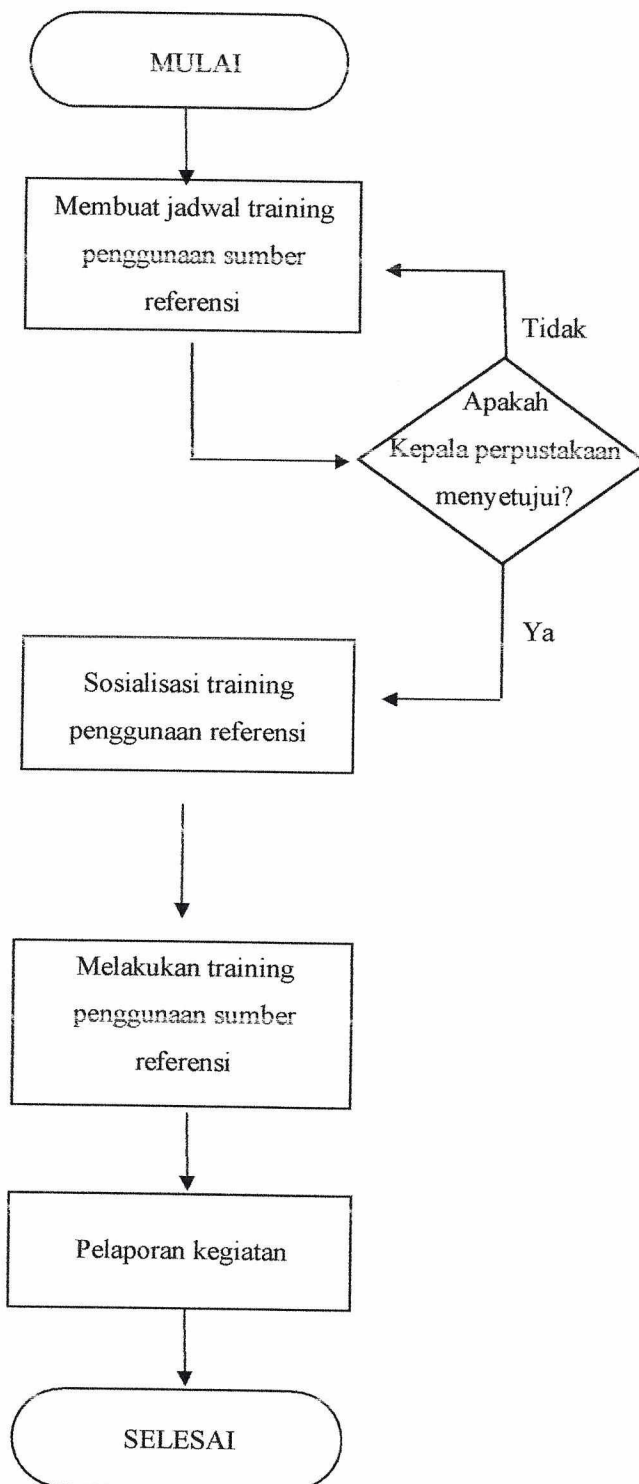 MULAI
Membuat jadwal training
penggunaan sumber
referensi
Tidak
Apakah
Kepala perpustakaan
menyetujui?
Ya
Sosialisasi training
penggunaan referensi
Melakukan training
penggunaan sumber
referensi
Pelaporan kegiatan
SELESAI